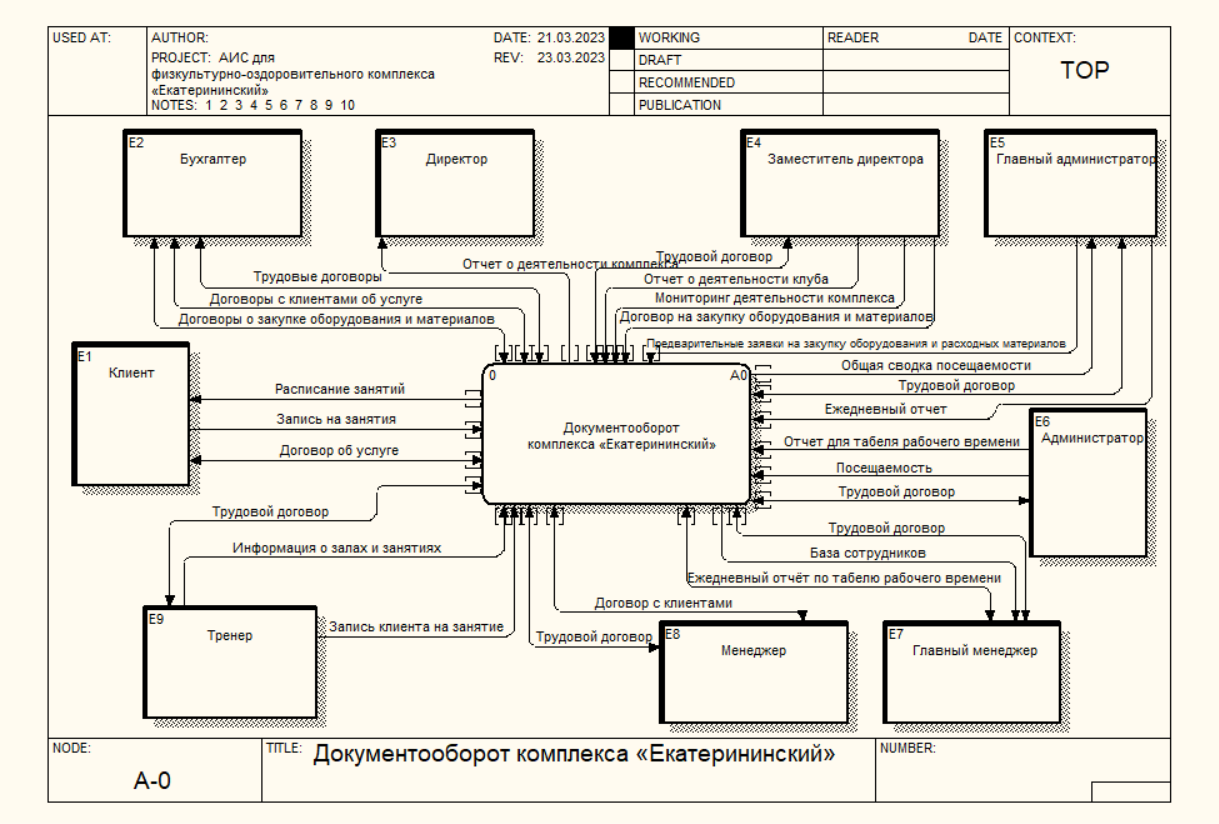 USED AT:
AUTHOR:
DATE: 21.03.2023
WORKING
READER
DATE
CONTEXT:
PROJECT: АИС для
физкультурно-оздоровительного комплекса
«Екатерининский»
REV: 23.03.2023
DRAFT
TOP
RECOMMENDED
NOTES: 1 2 3 4 5 6 7 8 9 10
PUBLICATION
E2
Бухгалтер
E3
Директор
E4
Заместитель директора
E5
Главный администратор
Трудовой договор
Отчет о деятельности комплекса
Трудовые договоры
Отчет о деятельности клуба
Договоры с клиентами об услуге
Мониторинг деятельности комплекса
Договоры о закупке оборудования и материалов
Договор на закупку оборудования и материалов
Предварительные заявки на закупку оборудования и расходных материалов
E1
Клиент
Общая сводка посещаемости
0
A0
Расписание занятий
Трудовой договор
Ежедневный отчет
Запись на занятия
Документооборот
комплекса «Екатерининский»
E6
Администратор
Отчет для табеля рабочего времени
Договор об услуге
Посещаемость
Трудовой договор
Трудовой договор
Трудовой договор
Информация о залах и занятиях
База сотрудников
Ежедневный отчёт по табелю рабочего времени
Договор с клиентами
E9
Тренер
Запись клиента на занятие
Трудовой договор
E8
Менеджер
E7
Главный менеджер
NODE:
A-0
TITLE:
Документооборот комплекса «Екатерининский»
NUMBER: